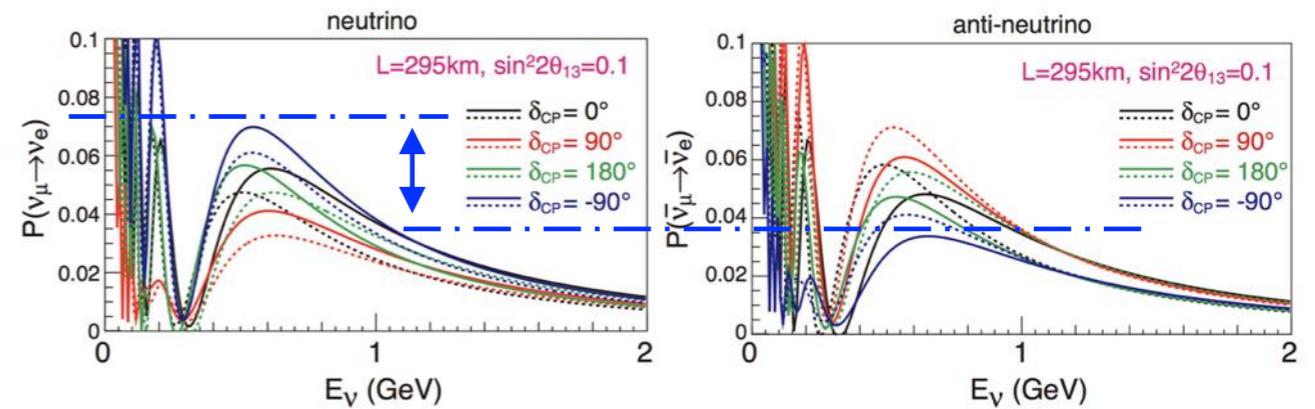 neutrino
0.1
0.08
0.06
0.04
0.02
0
P(νμ→νe)
L=295km, sin²2θ₁₃=0.1
δCP= 0°
δCP= 90°
δCP= 180°
δCP= -90°
0 1 2
Eν (GeV)
anti-neutrino
0.1
0.08
0.06
0.04
0.02
0
P(ν̄μ→ν̄e)
L=295km, sin²2θ₁₃=0.1
δCP= 0°
δCP= 90°
δCP= 180°
δCP= -90°
0 1 2
Eν (GeV)